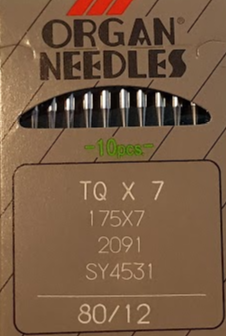 ORGAN®
NEEDLES
-10pcs-
TQ X 7
175X7
2091
SY4531
80/12